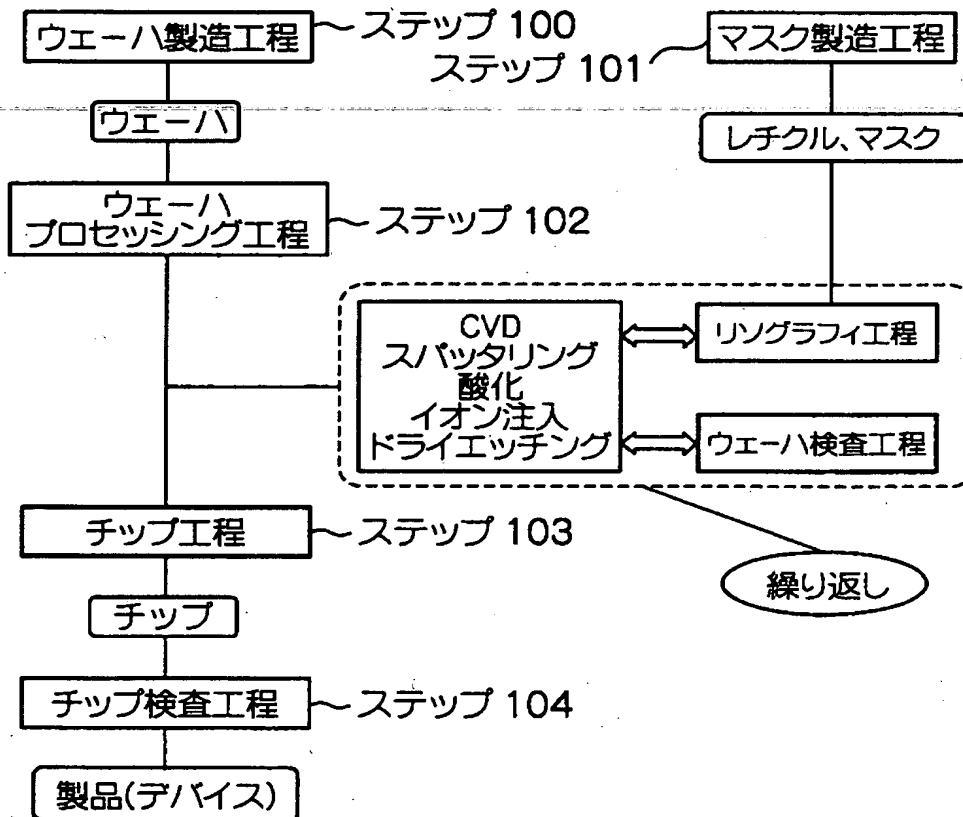 ウェーハ製造工程
ステップ 100
マスク製造工程
ステップ 101
ウェーハ
レチクル、マスク
ウェーハ
プロセッシング工程
ステップ 102
CVD
スパッタリング
酸化
イオン注入
ドライエッチング
リソグラフィ工程
ウェーハ検査工程
チップ工程
ステップ 103
繰り返し
チップ
チップ検査工程
ステップ 104
製品(デバイス)